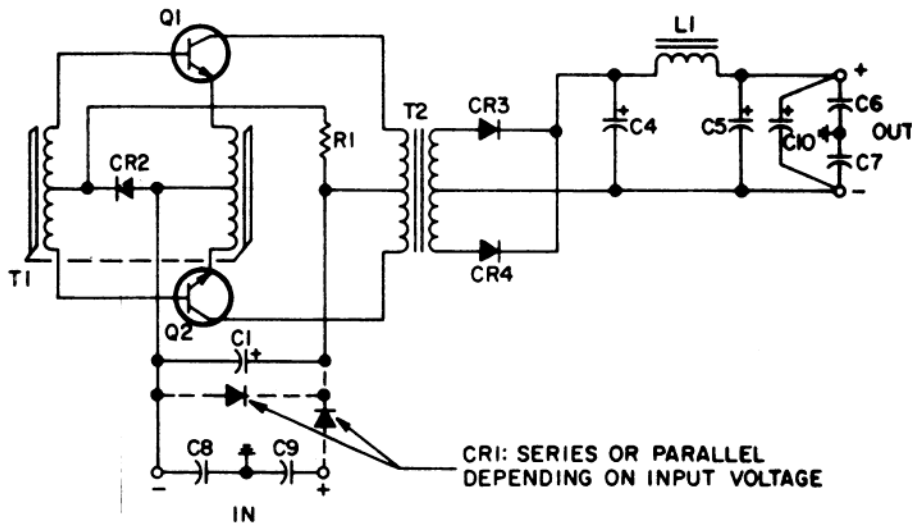 Q1
L1
+
T2
CR3
+
C4
+
C5
+
C10
C6
OUT
R1
CR2
C7
-
CR4
T1
Q2
C1
+
C8
C9
-
+
IN
CR1: SERIES OR PARALLEL
DEPENDING ON INPUT VOLTAGE